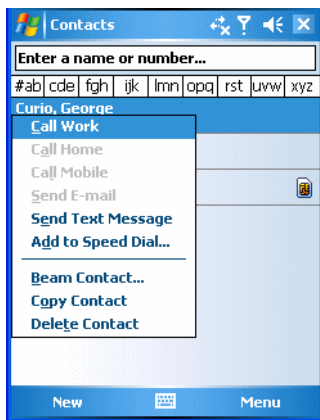 Contacts
Enter a name or number...
#ab cde fgh ijk lmn opq rst uvw xyz
Curio, George
Call Work
Call Home
Call Mobile
Send E-mail
Send Text Message
Add to Speed Dial...
Beam Contact...
Copy Contact
Delete Contact
New Menu